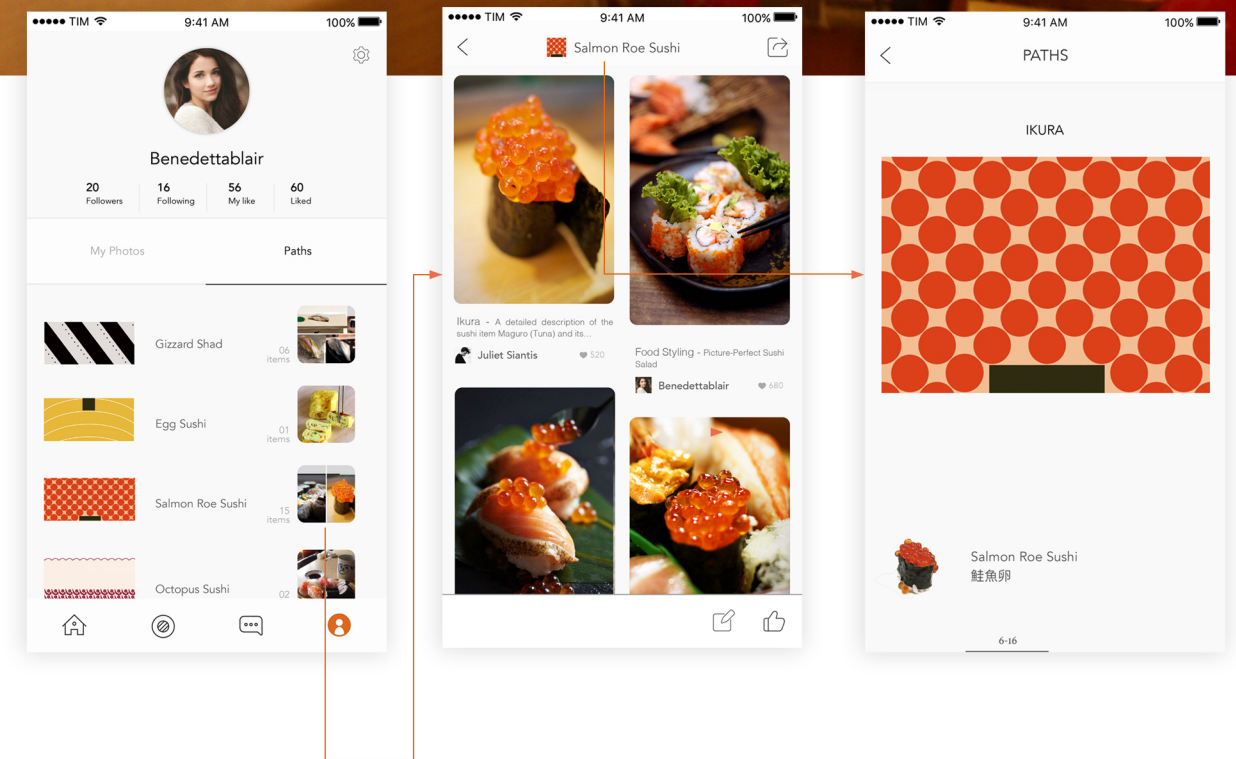 TIM
9:41 AM
100%
Benedettablair
20
Followers
16
Following
56
My like
60
Liked
My Photos
Paths
Gizzard Shad
06
items
Egg Sushi
01
items
Salmon Roe Sushi
15
items
Octopus Sushi
02
TIM
9:41 AM
100%
Salmon Roe Sushi
Ikura - A detailed description of the
sushi item Maguro (Tuna) and its...
Juliet Siantis
520
Food Styling - Picture-Perfect Sushi
Salad
Benedettablair
680
TIM
9:41 AM
100%
PATHS
IKURA
Salmon Roe Sushi
鮭魚卵
6-16